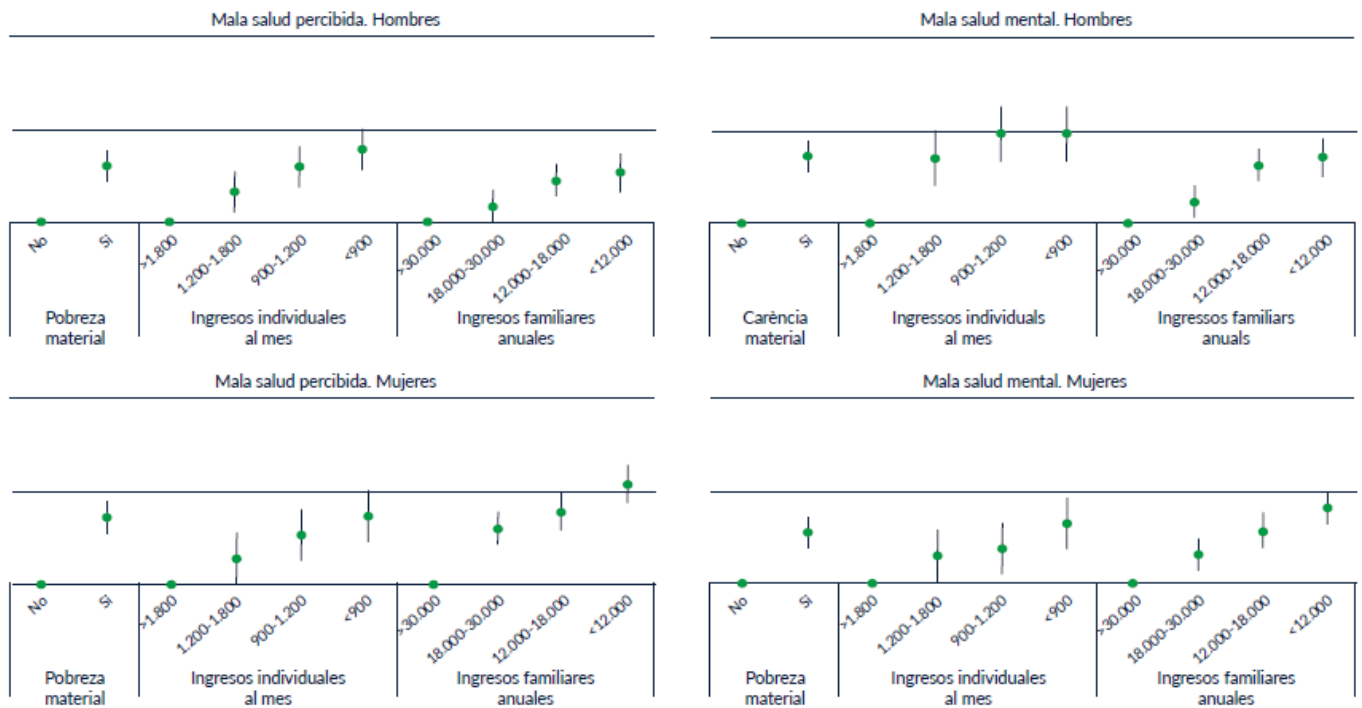 Mala salud percibida. Hombres
No
Si
>1.800
1.200-1.800
900-1.200
<900
>30.000
18.000-30.000
12.000-18.000
<12.000
Pobreza
material
Ingresos individuales
al mes
Ingresos familiares
anuales
Mala salud mental. Hombres
No
Si
>1.800
1.200-1.800
900-1.200
<900
>30.000
18.000-30.000
12.000-18.000
<12.000
Carència
material
Ingressos individuals
al mes
Ingressos familiars
anuals
Mala salud percibida. Mujeres
No
Si
>1.800
1.200-1.800
900-1.200
<900
>30.000
18.000-30.000
12.000-18.000
<12.000
Pobreza
material
Ingresos individuales
al mes
Ingresos familiares
anuales
Mala salud mental. Mujeres
No
Si
>1.800
1.200-1.800
900-1.200
<900
>30.000
18.000-30.000
12.000-18.000
<12.000
Pobreza
material
Ingresos individuales
al mes
Ingresos familiares
anuales